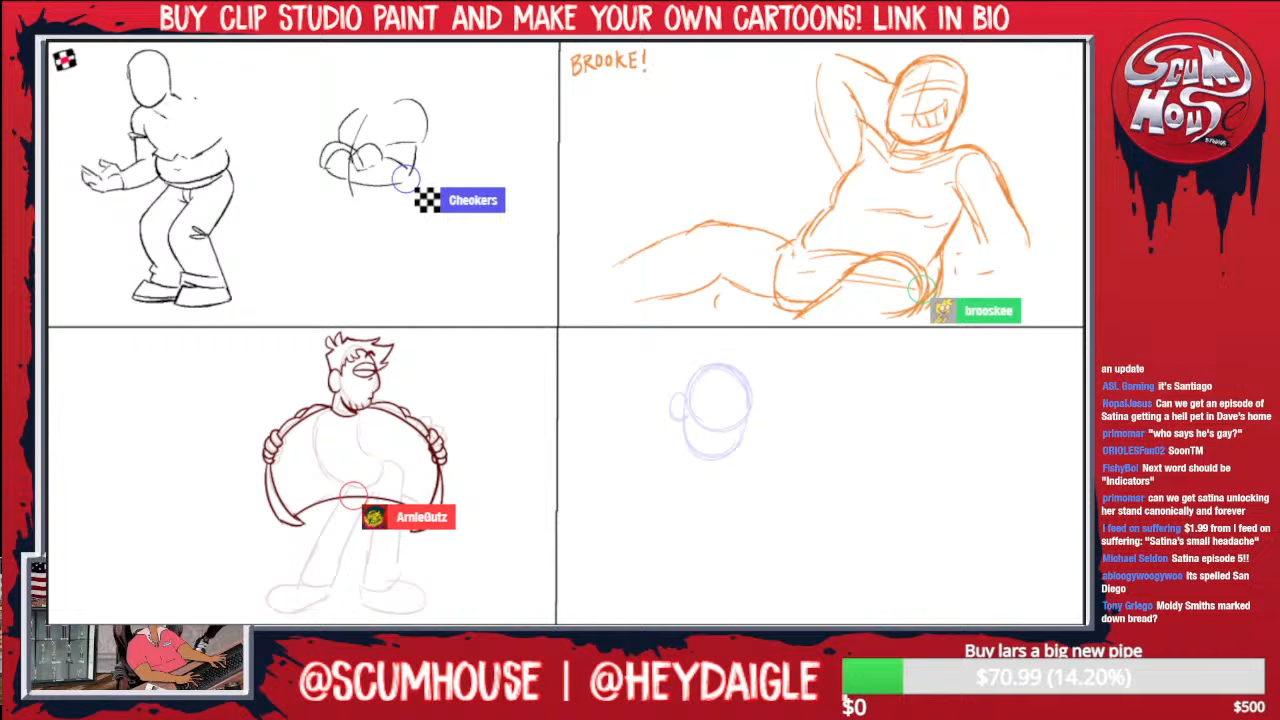 BUY CLIP STUDIO PAINT AND MAKE YOUR OWN CARTOONS! LINK IN BIO
SCUM
HOUSE
STUDIOS
BROOKE!
Cheokers
brooskee
ArnieGutz
an update
ASL Gaming it's Santiago
NopalJesus Can we get an episode of
Satina getting a hell pet in Dave's home
primomar "who says he's gay?"
ORIOLESFan02 SoonTM
FishyBoi Next word should be
"Indicators"
primomar can we get satina unlocking
her stand canonically and forever
I feed on suffering $1.99 from I feed on
suffering: "Satina's small headache"
Michael Seldon Satina episode 5!!
abloogywoogywoo Its spelled San
Diego
Tony Griego Moldy Smiths marked
down bread?
@SCUMHOUSE | @HEYDAIGLE
Buy lars a big new pipe
$70.99 (14.20%)
$0
$500